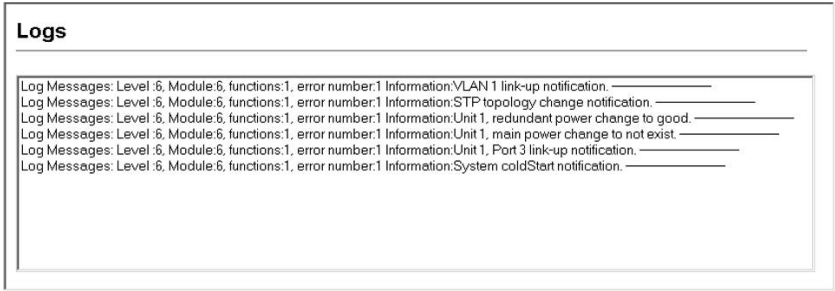 Logs
Log Messages: Level :6, Module:6, functions:1, error number:1 Information:VLAN 1 link-up notification.
Log Messages: Level :6, Module:6, functions:1, error number:1 Information:STP topology change notification.
Log Messages: Level :6, Module:6, functions:1, error number:1 Information:Unit 1, redundant power change to good.
Log Messages: Level :6, Module:6, functions:1, error number:1 Information:Unit 1, main power change to not exist.
Log Messages: Level :6, Module:6, functions:1, error number:1 Information:Unit 1, Port 3 link-up notification.
Log Messages: Level :6, Module:6, functions:1, error number:1 Information:System coldStart notification.